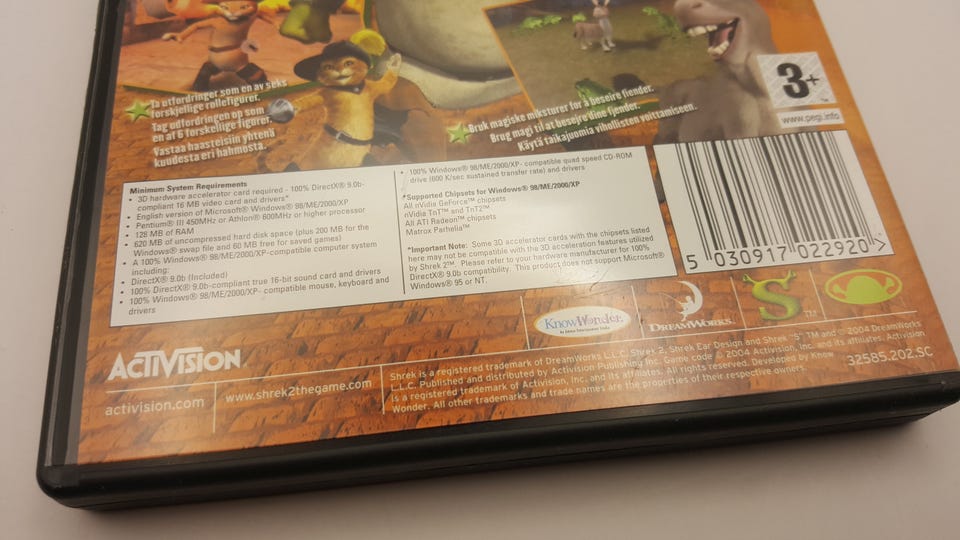 Ta utfordringer som en av seks
forskjellige rollefigurer.
Tag udfordringen op som
en af 6 forskellige figurer.
Vastaa haasteisiin yhtenä
kuudesta eri hahmosta.
Bruk magiske miksturer for å beseire fiender.
Brug magi til at besejre dine fjender.
Käytä taikajuomia vihollisten voittamiseen.
3+
www.pegi.info
Minimum System Requirements
• 3D hardware accelerator card required - 100% DirectX® 9.0b-
compliant 16 MB video card and drivers*
• English version of Microsoft® Windows® 98/ME/2000/XP
• Pentium® III 450MHz or Athlon® 600MHz or higher processor
• 128 MB of RAM
• 620 MB of uncompressed hard disk space (plus 200 MB for the
Windows® swap file and 60 MB free for saved games)
• A 100% Windows® 98/ME/2000/XP-compatible computer system
including:
• DirectX® 9.0b (Included)
• 100% DirectX® 9.0b-compliant true 16-bit sound card and drivers
• 100% Windows® 98/ME/2000/XP- compatible mouse, keyboard and
drivers
• 100% Windows® 98/ME/2000/XP- compatible quad speed CD-ROM
drive (600 K/sec sustained transfer rate) and drivers
*Supported Chipsets for Windows® 98/ME/2000/XP
All nVidia GeForce™ chipsets
nVidia TnT™ and TnT2™
All ATI Radeon™ chipsets
Matrox Parhelia™
*Important Note: Some 3D accelerator cards with the chipsets listed
here may not be compatible with the 3D acceleration features utilized
by Shrek 2™. Please refer to your hardware manufacturer for 100%
DirectX® 9.0b compatibility. This product does not support Microsoft®
Windows® 95 or NT.
5 030917 022920 >
KnowWonder
DREAMWORKS
S™
ACTIVISION®
activision.com
www.shrek2thegame.com
Shrek is a registered trademark of DreamWorks L.L.C. Shrek 2, Shrek Ear Design and Shrek "S" TM and © 2004 DreamWorks
L.L.C. Published and distributed by Activision Publishing Inc. Game code © 2004 Activision, Inc. and its affiliates. Activision
is a registered trademark of Activision, Inc. and its affiliates. All rights reserved. Developed by Know
Wonder. All other trademarks and trade names are the properties of their respective owners.
32585.202.SC